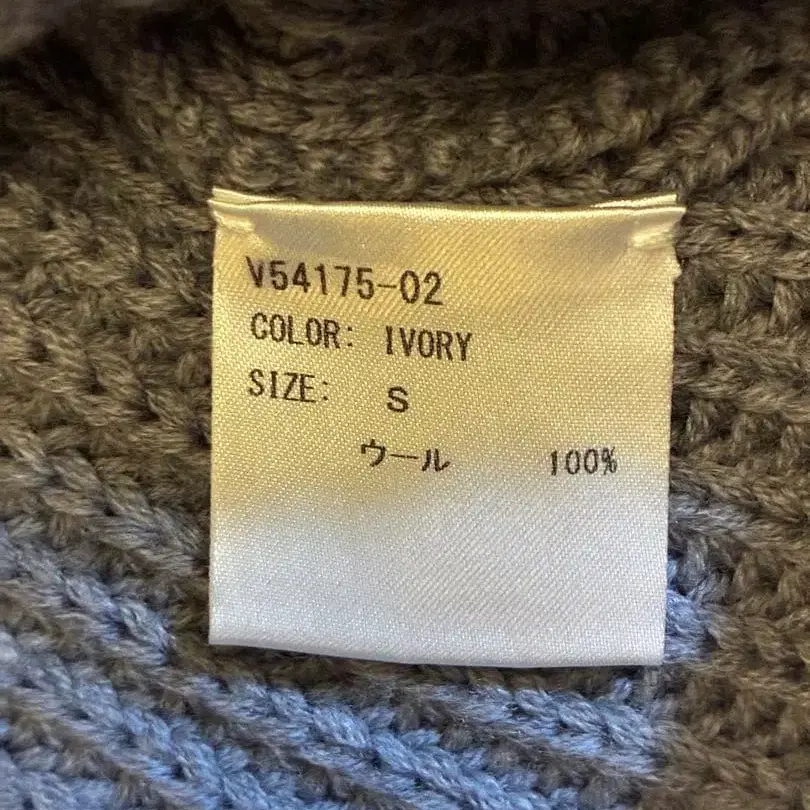 V54175-02
COLOR: IVORY
SIZE: S
ウール 100%